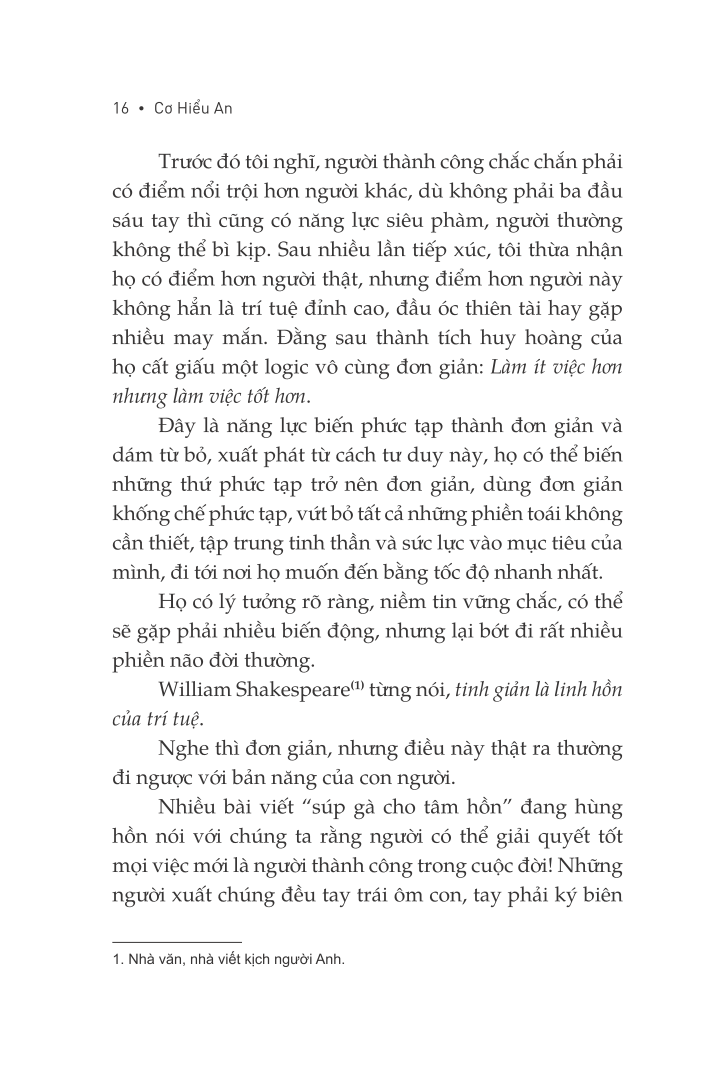 16 • Cơ Hiểu An
Trước đó tôi nghĩ, người thành công chắc chắn phải
có điểm nổi trội hơn người khác, dù không phải ba đầu
sáu tay thì cũng có năng lực siêu phàm, người thường
không thể bì kịp. Sau nhiều lần tiếp xúc, tôi thừa nhận
họ có điểm hơn người thật, nhưng điểm hơn người này
không hẳn là trí tuệ đỉnh cao, đầu óc thiên tài hay gặp
nhiều may mắn. Đằng sau thành tích huy hoàng của
họ cất giấu một logic vô cùng đơn giản: Làm ít việc hơn
nhưng làm việc tốt hơn.
Đây là năng lực biến phức tạp thành đơn giản và
dám từ bỏ, xuất phát từ cách tư duy này, họ có thể biến
những thứ phức tạp trở nên đơn giản, dùng đơn giản
khống chế phức tạp, vứt bỏ tất cả những phiền toái không
cần thiết, tập trung tinh thần và sức lực vào mục tiêu của
mình, đi tới nơi họ muốn đến bằng tốc độ nhanh nhất.
Họ có lý tưởng rõ ràng, niềm tin vững chắc, có thể
sẽ gặp phải nhiều biến động, nhưng lại bớt đi rất nhiều
phiền não đời thường.
William Shakespeare(1) từng nói, tinh giản là linh hồn
của trí tuệ.
Nghe thì đơn giản, nhưng điều này thật ra thường
đi ngược với bản năng của con người.
Nhiều bài viết “súp gà cho tâm hồn” đang hùng
hồn nói với chúng ta rằng người có thể giải quyết tốt
mọi việc mới là người thành công trong cuộc đời! Những
người xuất chúng đều tay trái ôm con, tay phải ký biên
1. Nhà văn, nhà viết kịch người Anh.